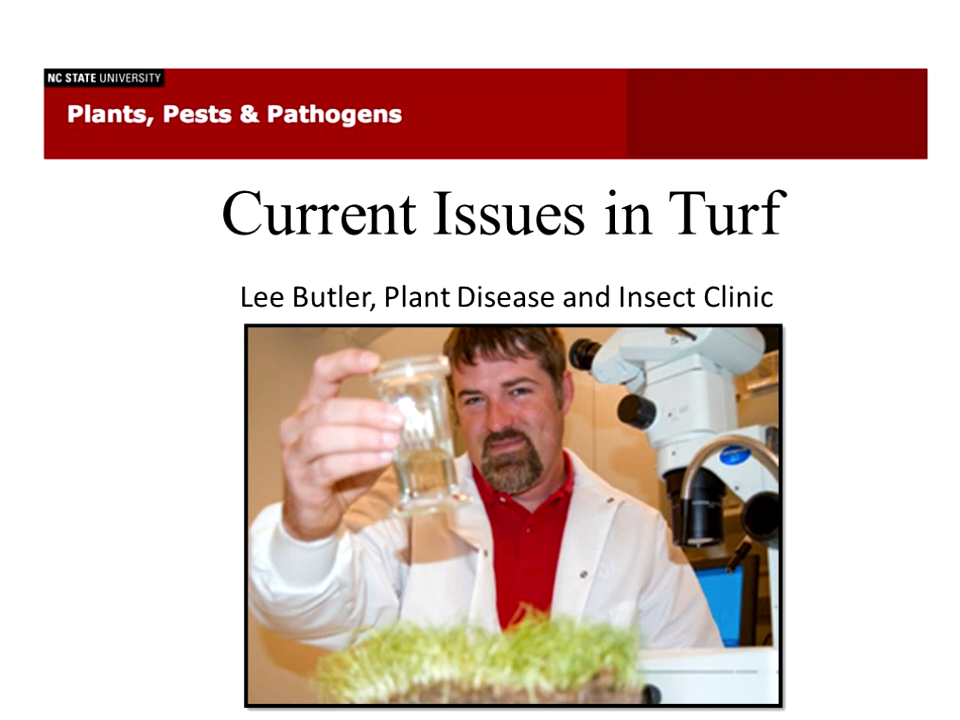 NC STATE UNIVERSITY
Plants, Pests & Pathogens
Current Issues in Turf
Lee Butler, Plant Disease and Insect Clinic